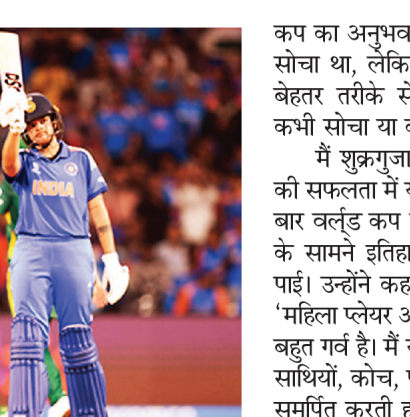 INDIA
कप का अनुभव
सोचा था, लेकि
बेहतर तरीके से
कभी सोचा या
मैं शुक्रगुजा
की सफलता में
बार वर्ल्ड कप
के सामने इतिहा
पाई। उन्होंने कह
‘महिला प्लेयर अ
बहुत गर्व है। मैं
साथियों, कोच,
समर्पित करती ह